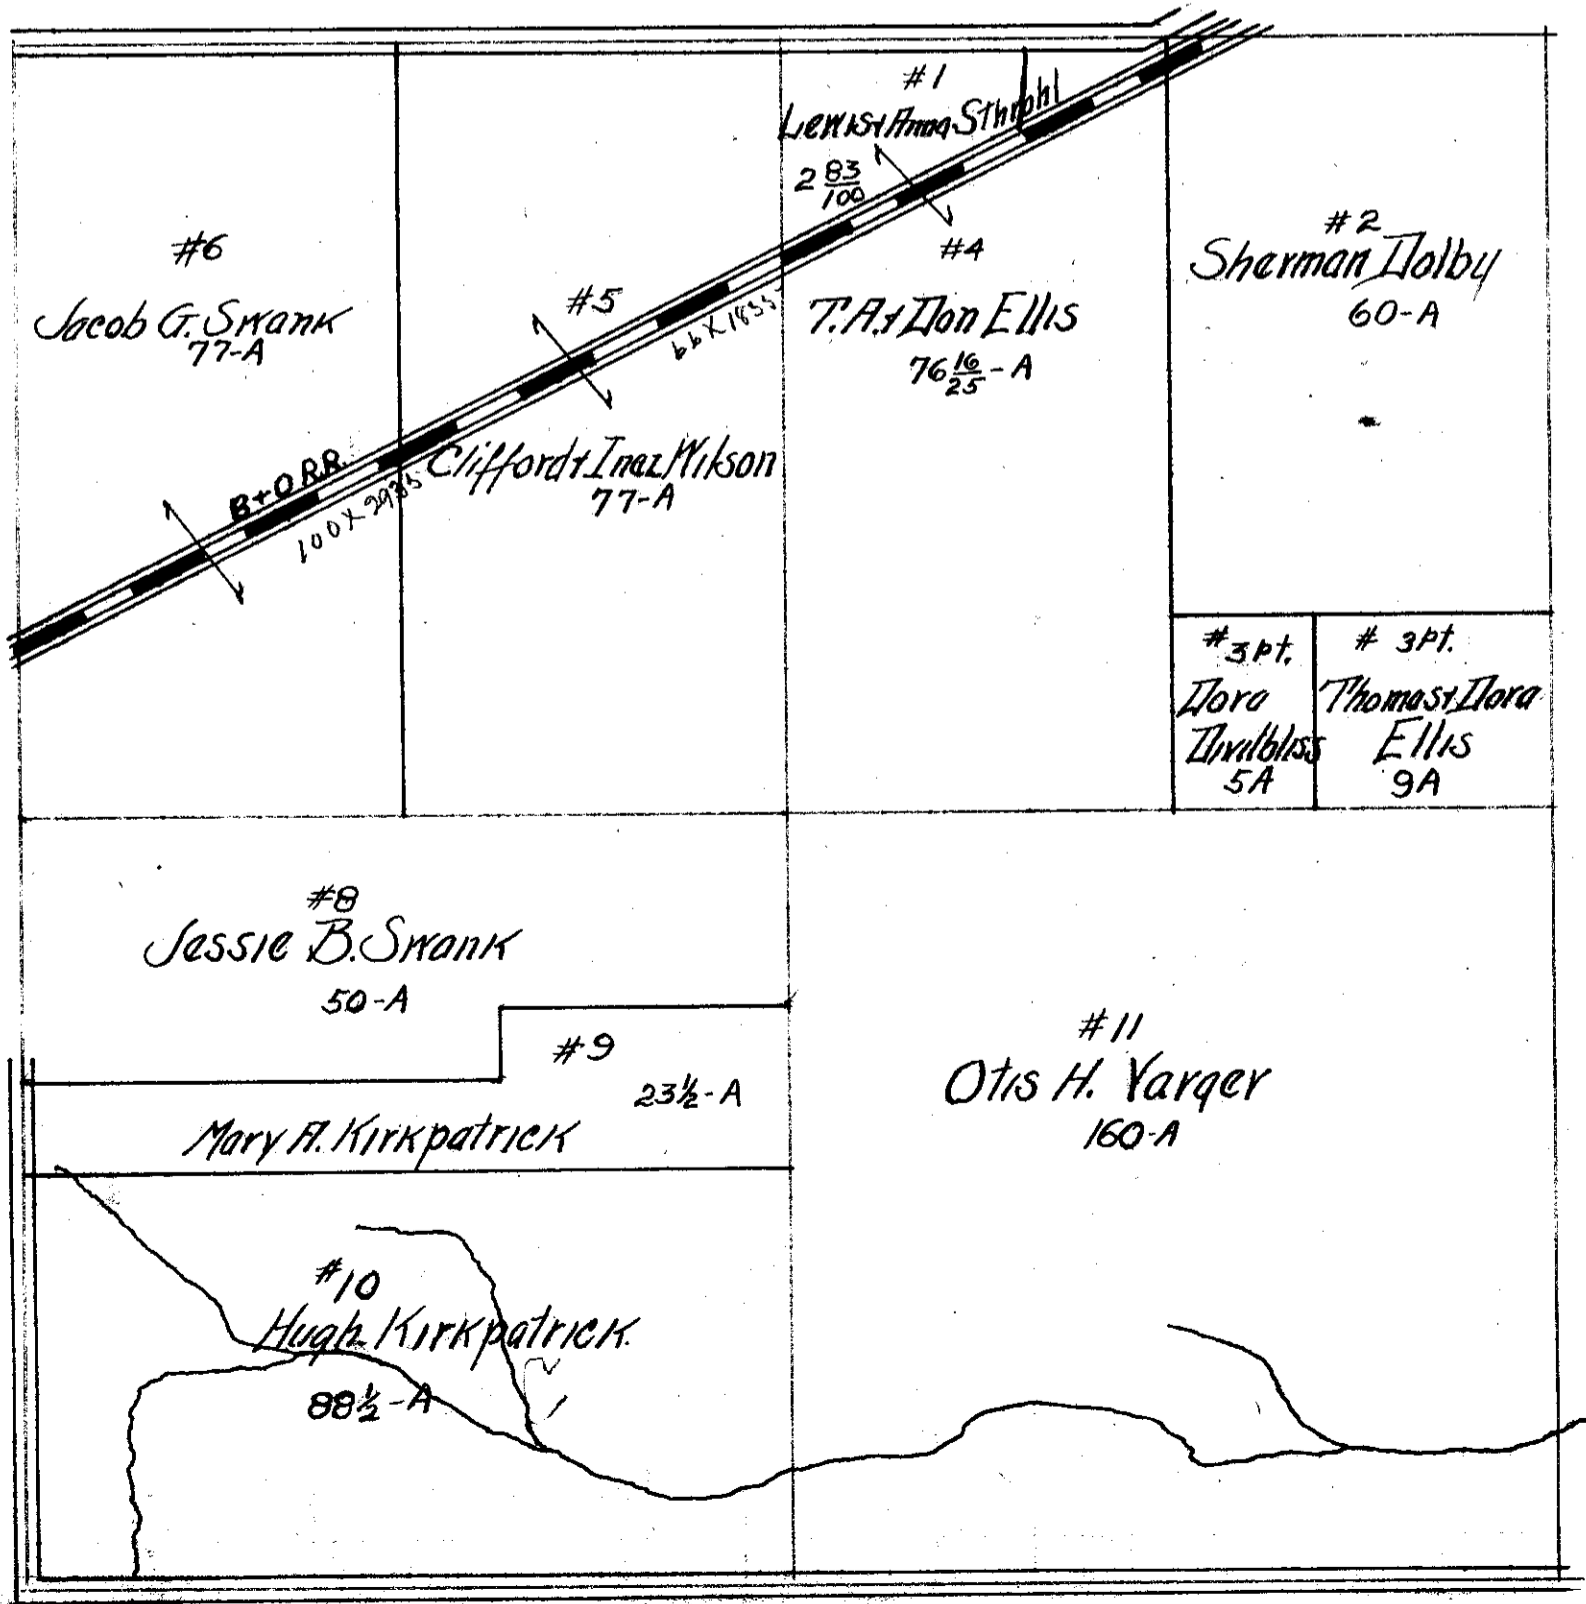 #1
Lewis + Anna Sthrohl
2 83/100
#6
Jacob G. Swank
77-A
#5
Clifford + Inez Wilson
77-A
66 X 1835
B+O R.R.
100 X 2935
#4
T.A. + Don Ellis
76 16/25 - A
#2
Sherman Dolby
60-A
#3 pt.
Dora
Divilbliss
5A
# 3 pt.
Thomas + Dora
Ellis
9A
#8
Jessie B. Swank
50-A
#9
23½-A
Mary A. Kirkpatrick
#10
Hugh Kirkpatrick.
88½-A
#11
Otis H. Yarger
160-A